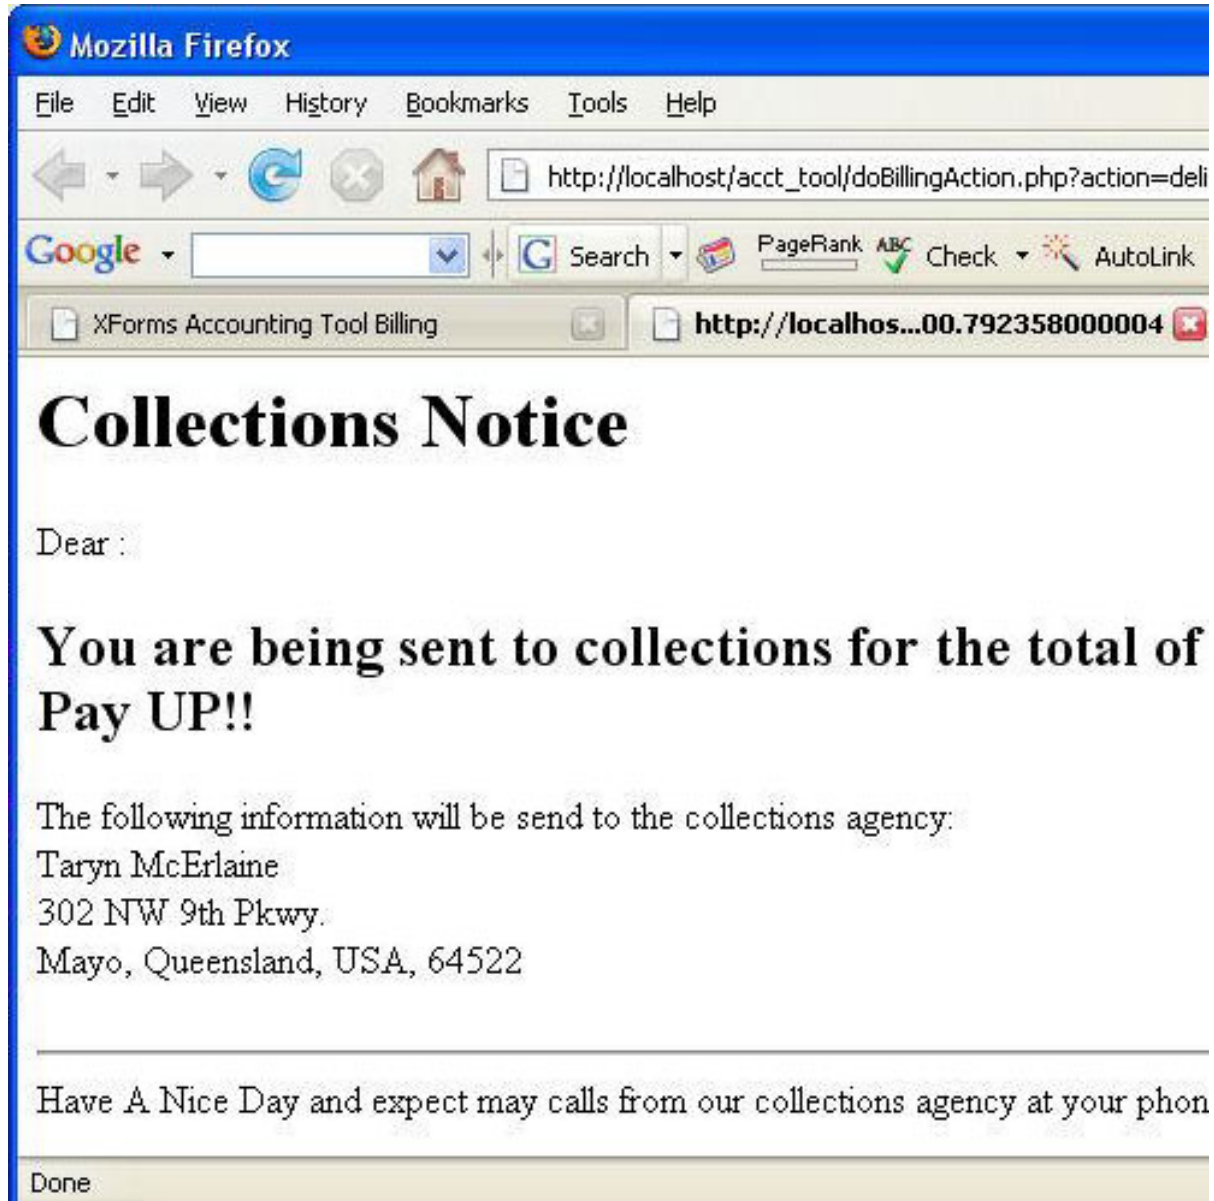 Mozilla Firefox
File Edit View History Bookmarks Tools Help
http://localhost/acct_tool/doBillingAction.php?action=deli
Google G Search PageRank ABC Check AutoLink
XForms Accounting Tool Billing http://localhos...00.792358000004
Collections Notice
Dear :
You are being sent to collections for the total of
Pay UP!!
The following information will be send to the collections agency:
Taryn McErlaine
302 NW 9th Pkwy.
Mayo, Queensland, USA, 64522
Have A Nice Day and expect may calls from our collections agency at your phon
Done